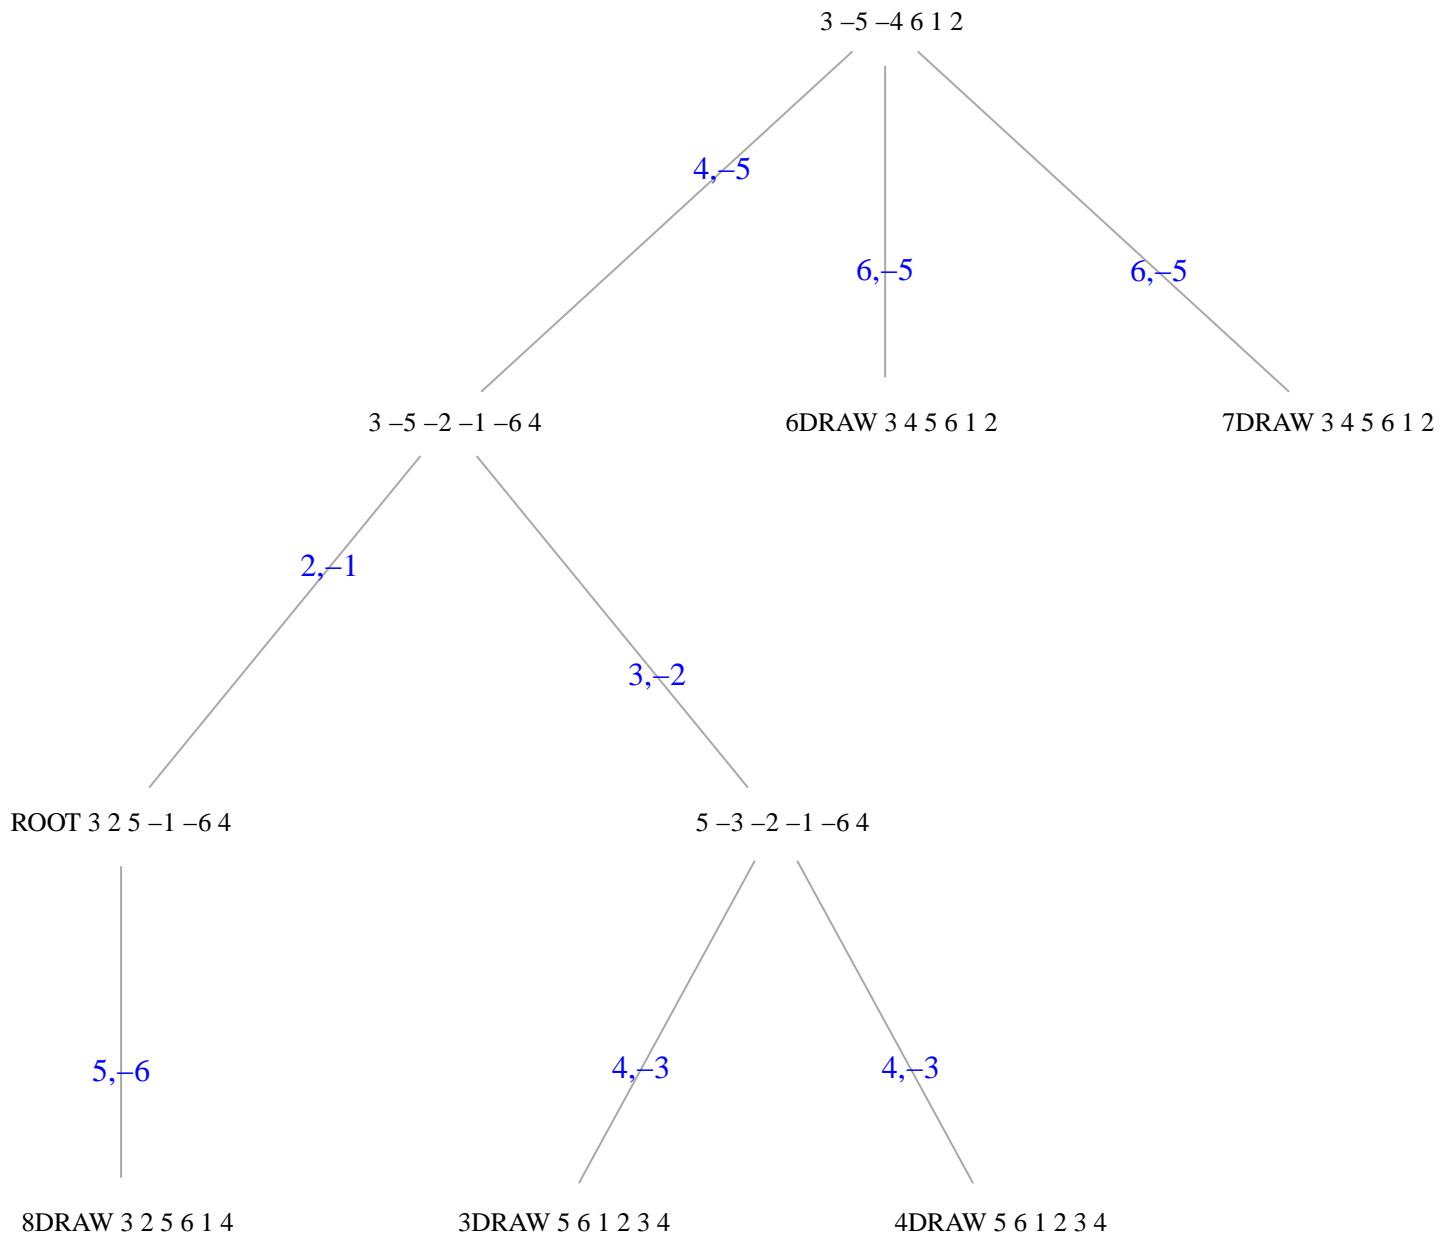 3 –5 –4 6 1 2
4,–5
6,–5
6,–5
3 –5 –2 –1 –6 4
6DRAW 3 4 5 6 1 2
7DRAW 3 4 5 6 1 2
2,–1
3,–2
ROOT 3 2 5 –1 –6 4
5 –3 –2 –1 –6 4
5,–6
4,–3
4,–3
8DRAW 3 2 5 6 1 4
3DRAW 5 6 1 2 3 4
4DRAW 5 6 1 2 3 4